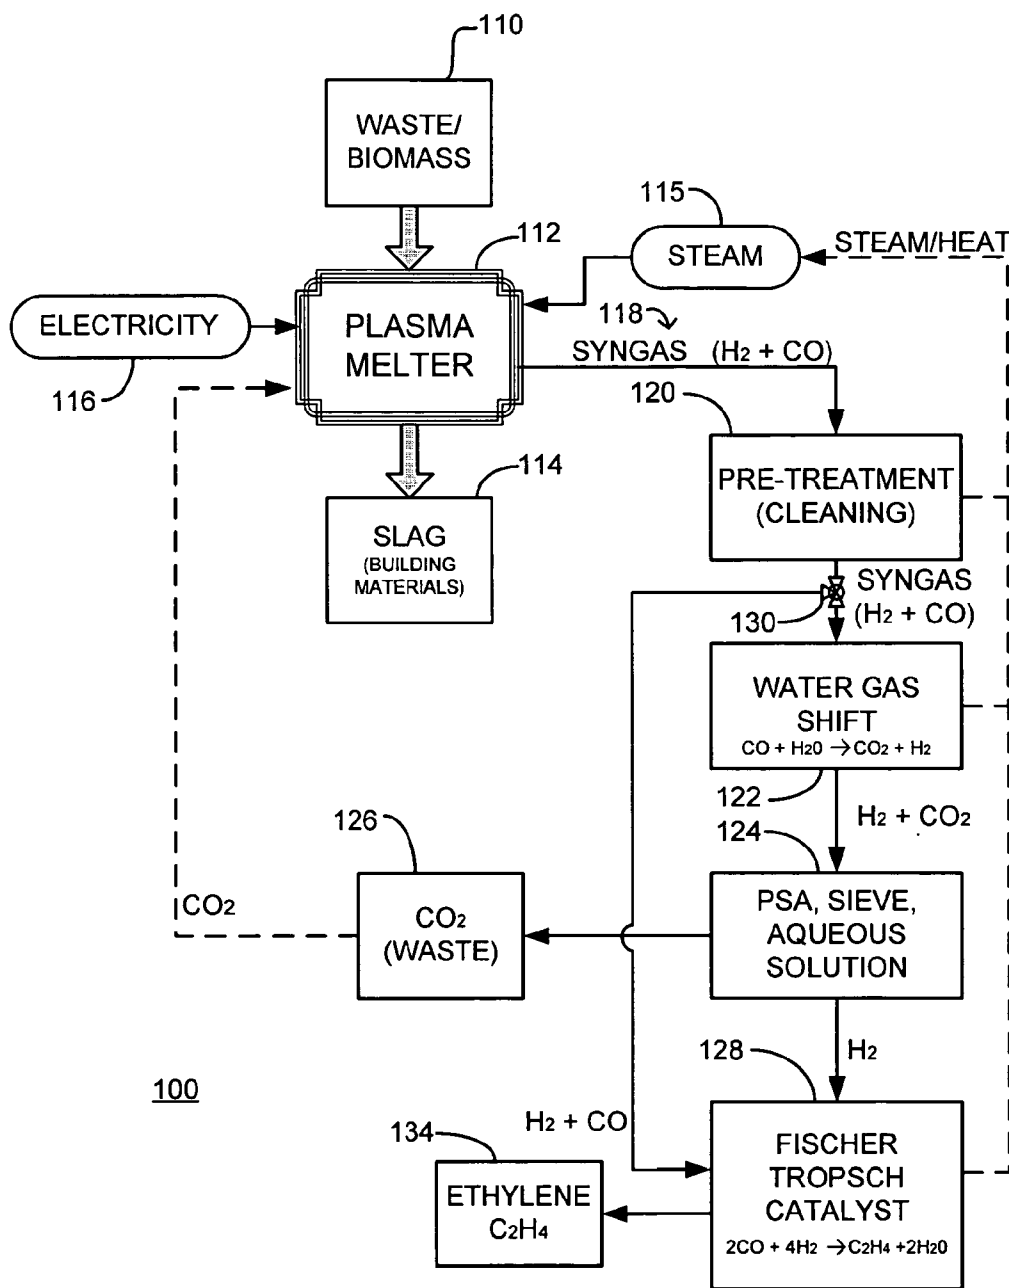 110
WASTE/
BIOMASS
115
112
STEAM
STEAM/HEAT
ELECTRICITY
116
PLASMA
MELTER
118
SYNGAS (H2 + CO)
120
PRE-TREATMENT
(CLEANING)
114
SLAG
(BUILDING
MATERIALS)
130
SYNGAS
(H2 + CO)
WATER GAS
SHIFT
CO + H20 →CO2 + H2
122
H2 + CO2
126
124
CO2
CO2
(WASTE)
PSA, SIEVE,
AQUEOUS
SOLUTION
H2
128
100
H2 + CO
134
ETHYLENE
C2H4
FISCHER
TROPSCH
CATALYST
2CO + 4H2 →C2H4 +2H20